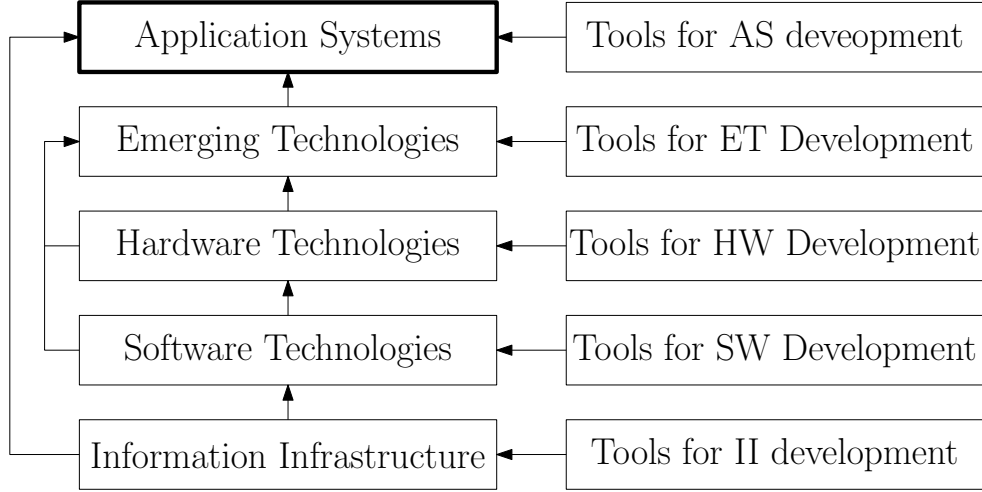 Application Systems
Tools for AS deveopment
Emerging Technologies
Tools for ET Development
Hardware Technologies
Tools for HW Development
Software Technologies
Tools for SW Development
Information Infrastructure
Tools for II development